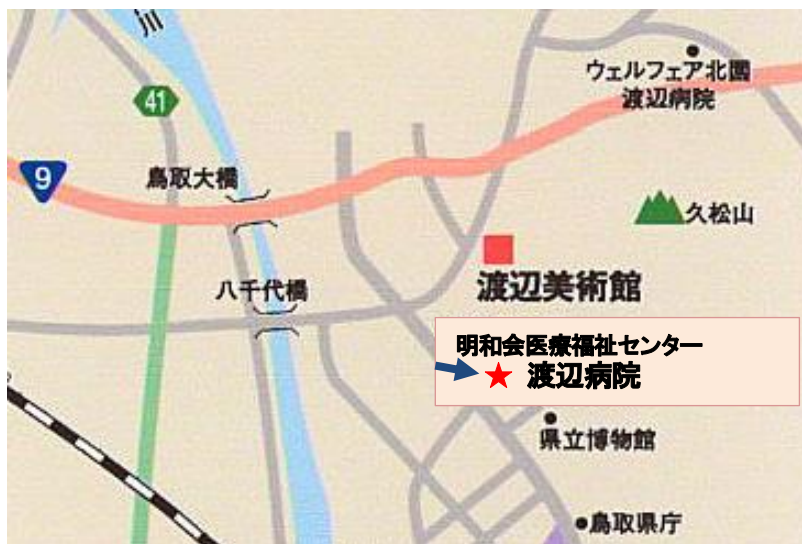 川
ウェルフェア北園
渡辺病院
41
鳥取大橋
9
久松山
渡辺美術館
八千代橋
明和会医療福祉センター
★ 渡辺病院
県立博物館
鳥取県庁